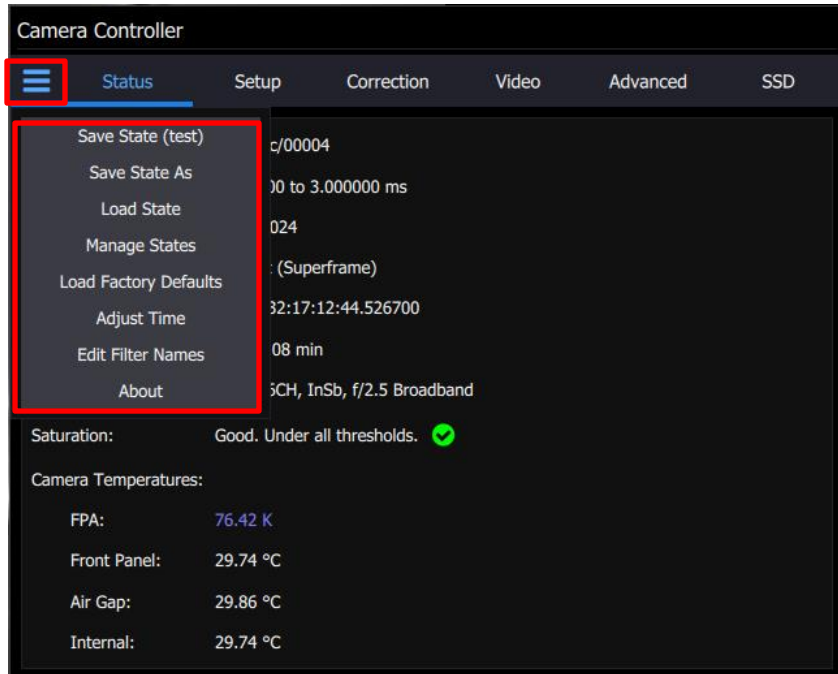 Camera Controller
Status Setup Correction Video Advanced SSD
Save State (test)
Save State As
Load State
Manage States
Load Factory Defaults
Adjust Time
Edit Filter Names
About
c/00004
00 to 3.000000 ms
024
(Superframe)
32:17:12:44.526700
08 min
5CH, InSb, f/2.5 Broadband
Saturation: Good. Under all thresholds.
Camera Temperatures:
FPA: 76.42 K
Front Panel: 29.74 °C
Air Gap: 29.86 °C
Internal: 29.74 °C